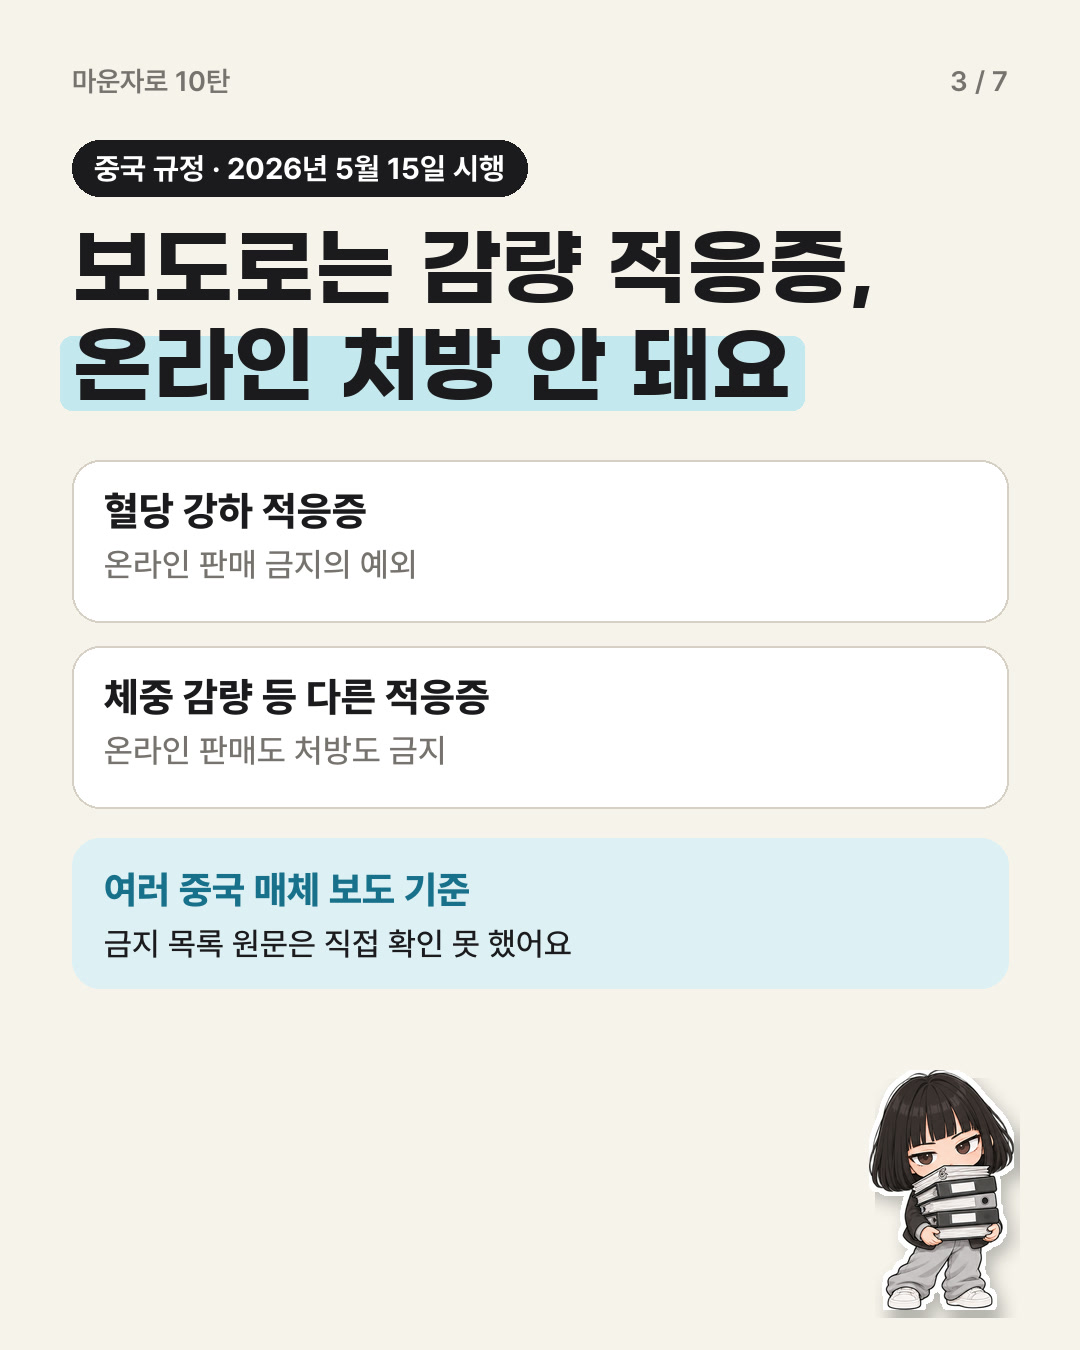 마운자로 10탄
3 / 7
중국 규정 · 2026년 5월 15일 시행
보도로는 감량 적응증,
온라인 처방 안 돼요
혈당 강하 적응증
온라인 판매 금지의 예외
체중 감량 등 다른 적응증
온라인 판매도 처방도 금지
여러 중국 매체 보도 기준
금지 목록 원문은 직접 확인 못 했어요